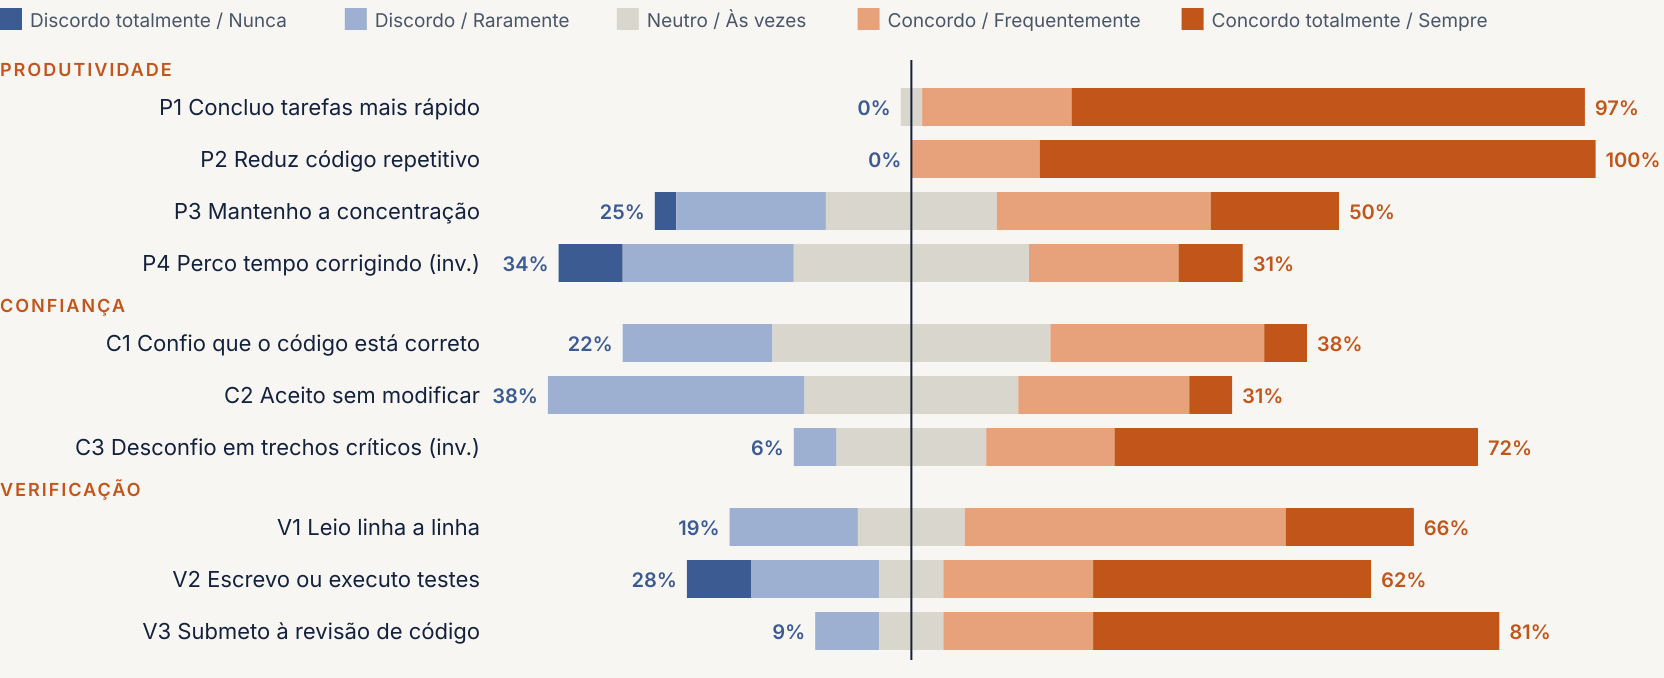 Discordo totalmente / Nunca Discordo / Raramente Neutro / Às vezes Concordo / Frequentemente Concordo totalmente / Sempre
PRODUTIVIDADE
P1 Concluo tarefas mais rápido 0% 97%
P2 Reduz código repetitivo 0% 100%
P3 Mantenho a concentração 25% 50%
P4 Perco tempo corrigindo (inv.) 34% 31%
CONFIANÇA
C1 Confio que o código está correto 22% 38%
C2 Aceito sem modificar 38% 31%
C3 Desconfio em trechos críticos (inv.) 6% 72%
VERIFICAÇÃO
V1 Leio linha a linha 19% 66%
V2 Escrevo ou executo testes 28% 62%
V3 Submeto à revisão de código 9% 81%